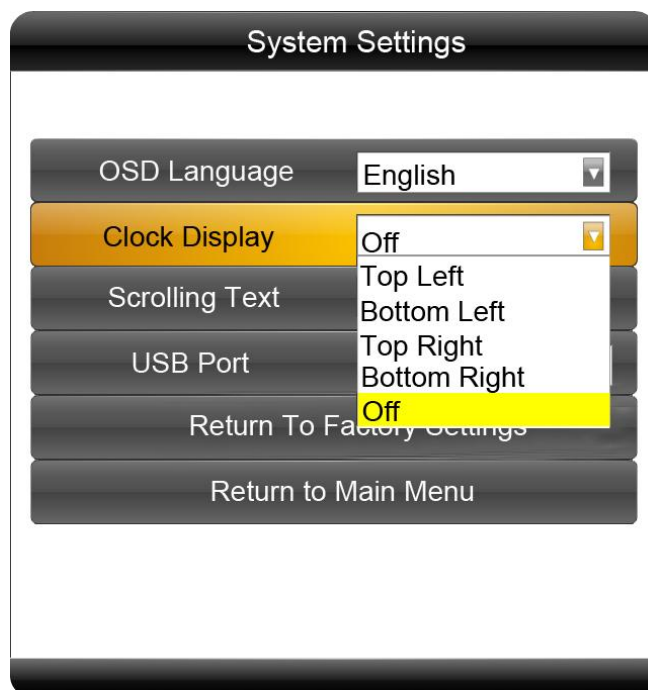 System Settings
OSD Language English
Clock Display Off
Top Left
Scrolling Text
Bottom Left
Top Right
USB Port
Bottom Right
Off
Return To Factory Settings
Return to Main Menu